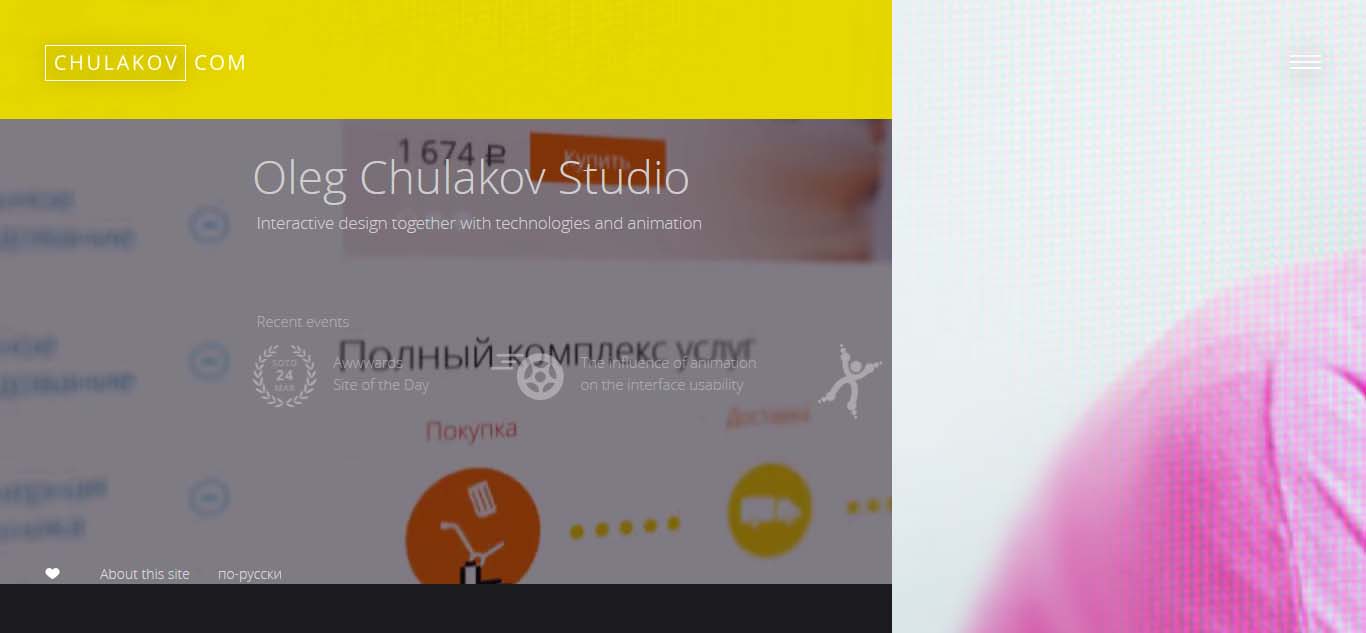 CHULAKOV COM
1 674 ₽
Купить
Oleg Chulakov Studio
Interactive design together with technologies and animation
Recent events
Полный комплекс услуг
SOTD
24
MAR
Awwwards
Site of the Day
The influence of animation
on the interface usability
Покупка
Доставка
About this site
по-русски